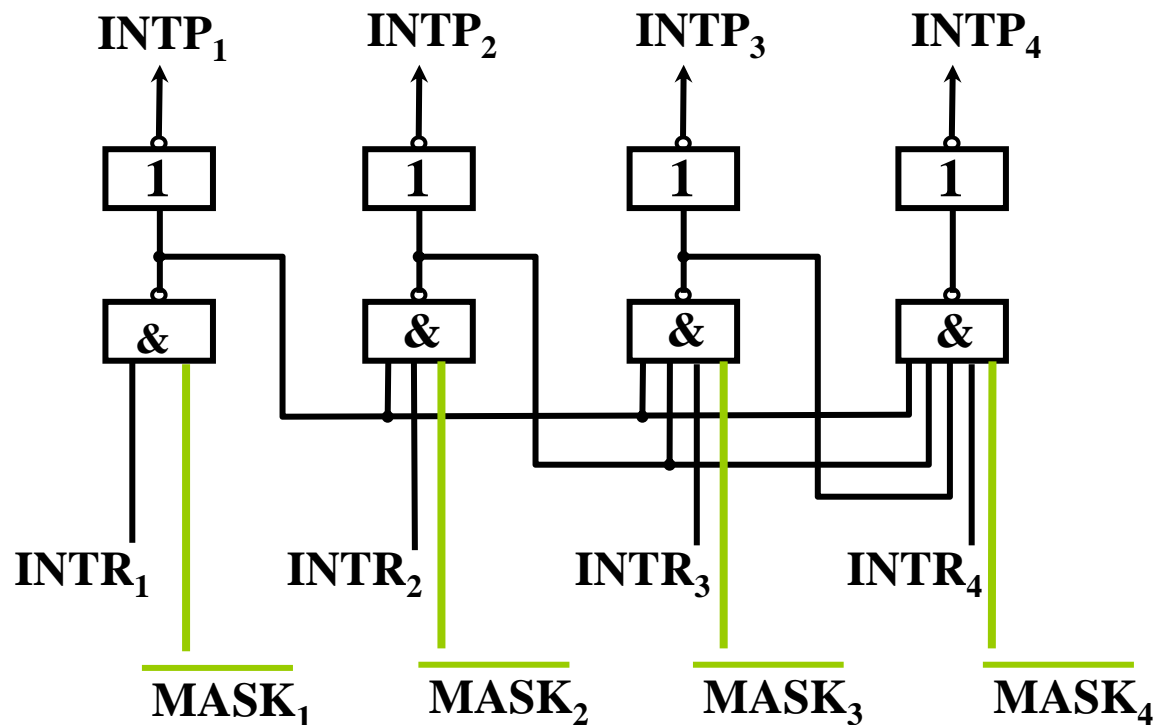 INTP₁ INTP₂ INTP₃ INTP₄
1 1 1 1
& & & &
INTR₁ INTR₂ INTR₃ INTR₄
MASK₁ MASK₂ MASK₃ MASK₄